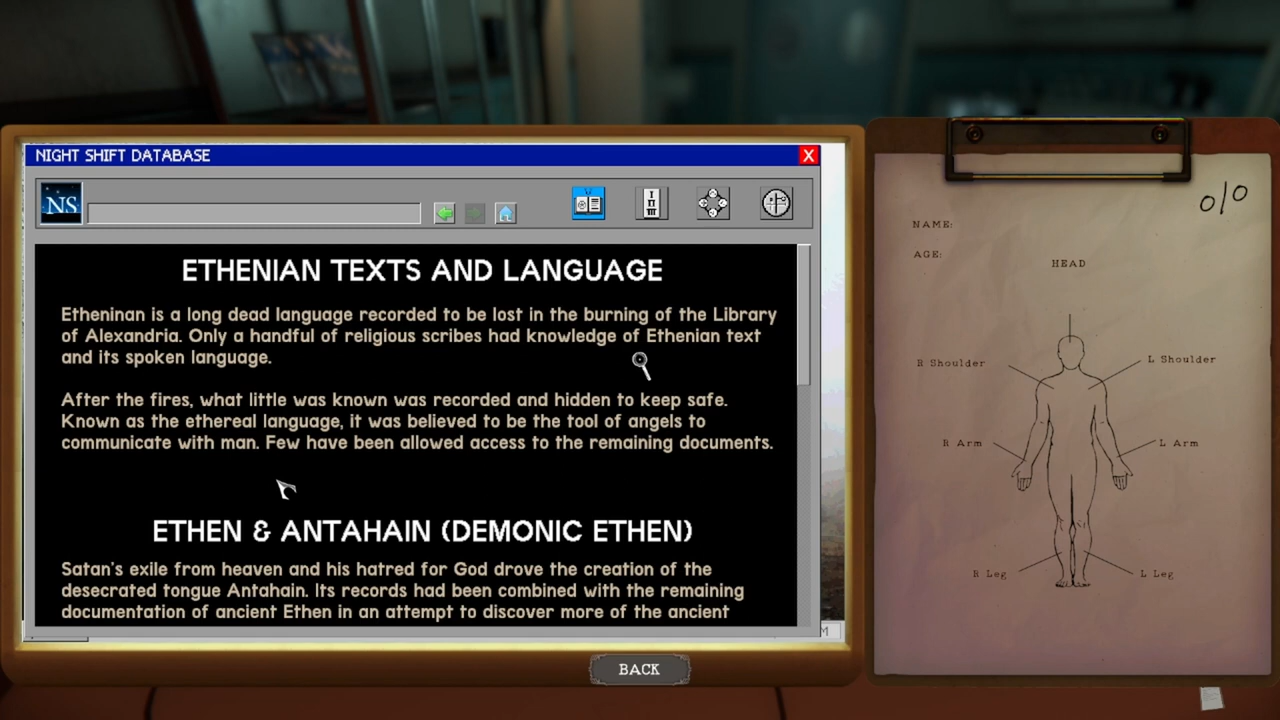 NIGHT SHIFT DATABASE
X
NS
I
II
III
ETHENIAN TEXTS AND LANGUAGE
Etheninan is a long dead language recorded to be lost in the burning of the Library
of Alexandria. Only a handful of religious scribes had knowledge of Ethenian text
and its spoken language.
After the fires, what little was known was recorded and hidden to keep safe.
Known as the ethereal language, it was believed to be the tool of angels to
communicate with man. Few have been allowed access to the remaining documents.
ETHEN & ANTAHAIN (DEMONIC ETHEN)
Satan's exile from heaven and his hatred for God drove the creation of the
desecrated tongue Antahain. Its records had been combined with the remaining
documentation of ancient Ethen in an attempt to discover more of the ancient
M
BACK
0/0
NAME:
AGE:
HEAD
R Shoulder
L Shoulder
R Arm
L Arm
R Leg
L Leg